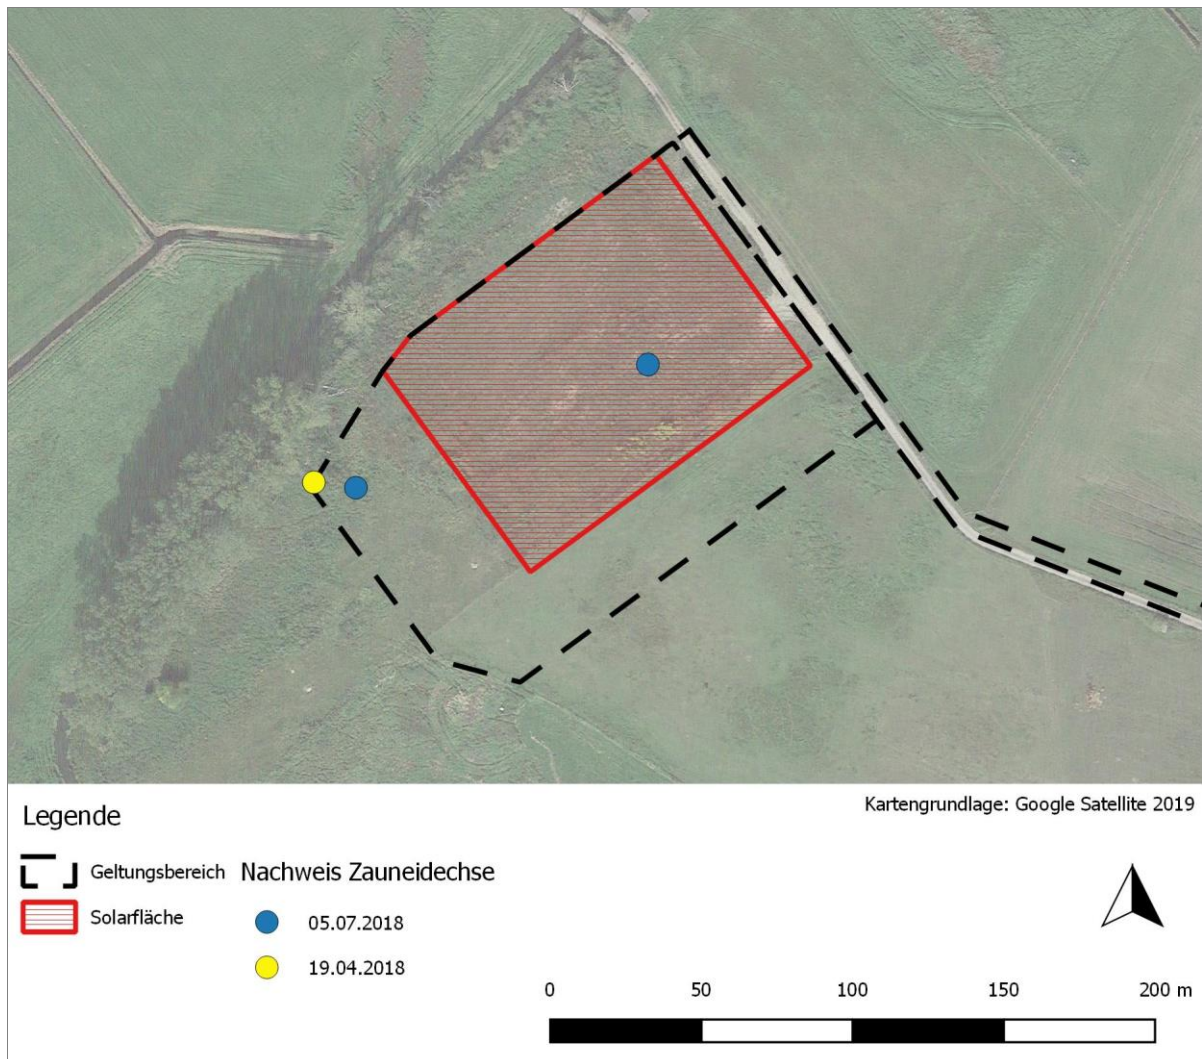 Kartengrundlage: Google Satellite 2019
Legende
Geltungsbereich
Solarfläche
Nachweis Zauneidechse
05.07.2018
19.04.2018
0 50 100 150 200 m